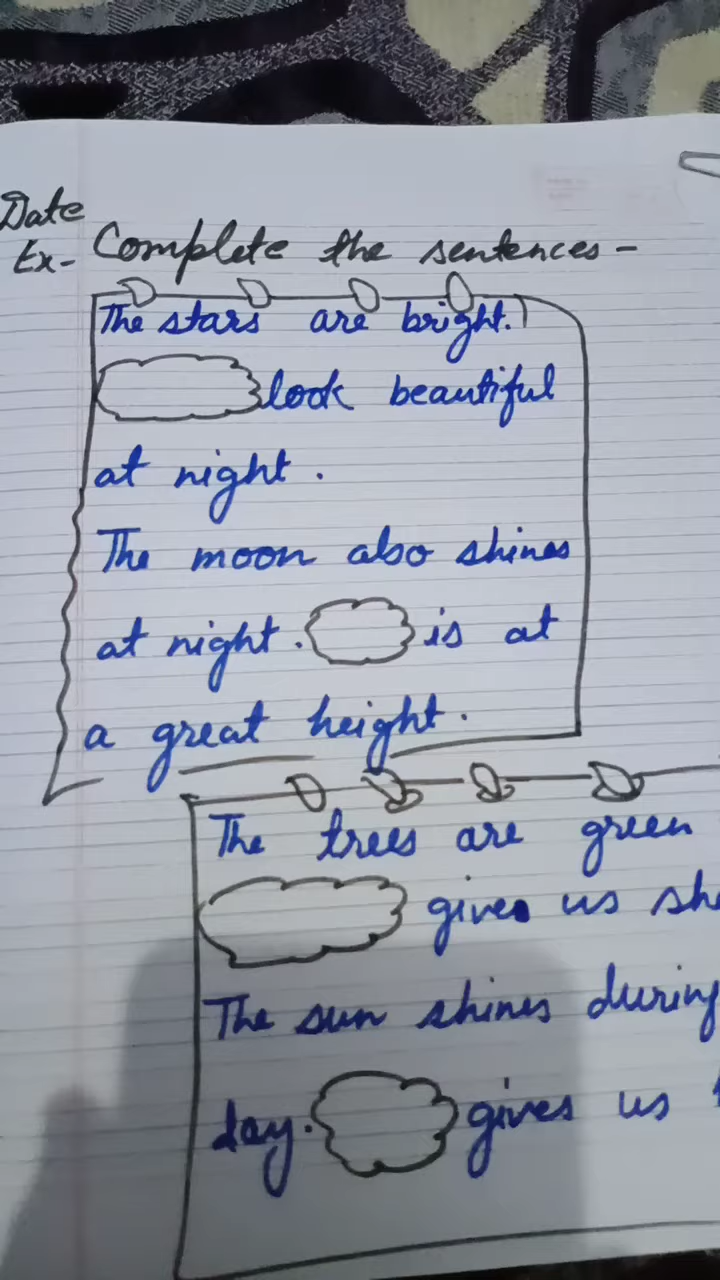 Date
Ex- Complete the sentences-
The stars are bright.
look beautiful
at night.
The moon also shines
at night. is at
a great height.
The trees are green
give us
The sun shines during
day. gives us